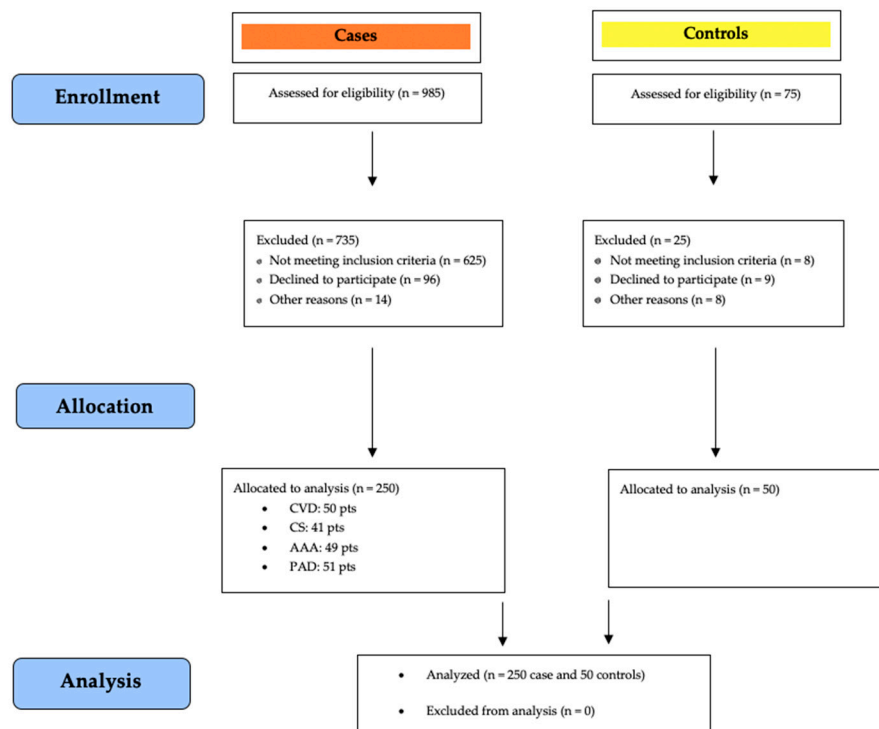 Cases
Controls
Enrollment
Assessed for eligibility (n = 985)
Assessed for eligibility (n = 75)
Excluded (n = 735)
Not meeting inclusion criteria (n = 625)
Declined to participate (n = 96)
Other reasons (n = 14)
Excluded (n = 25)
Not meeting inclusion criteria (n = 8)
Declined to participate (n = 9)
Other reasons (n = 8)
Allocation
Allocated to analysis (n = 250)
• CVD: 50 pts
• CS: 41 pts
• AAA: 49 pts
• PAD: 51 pts
Allocated to analysis (n = 50)
Analysis
• Analyzed (n = 250 case and 50 controls)
• Excluded from analysis (n = 0)